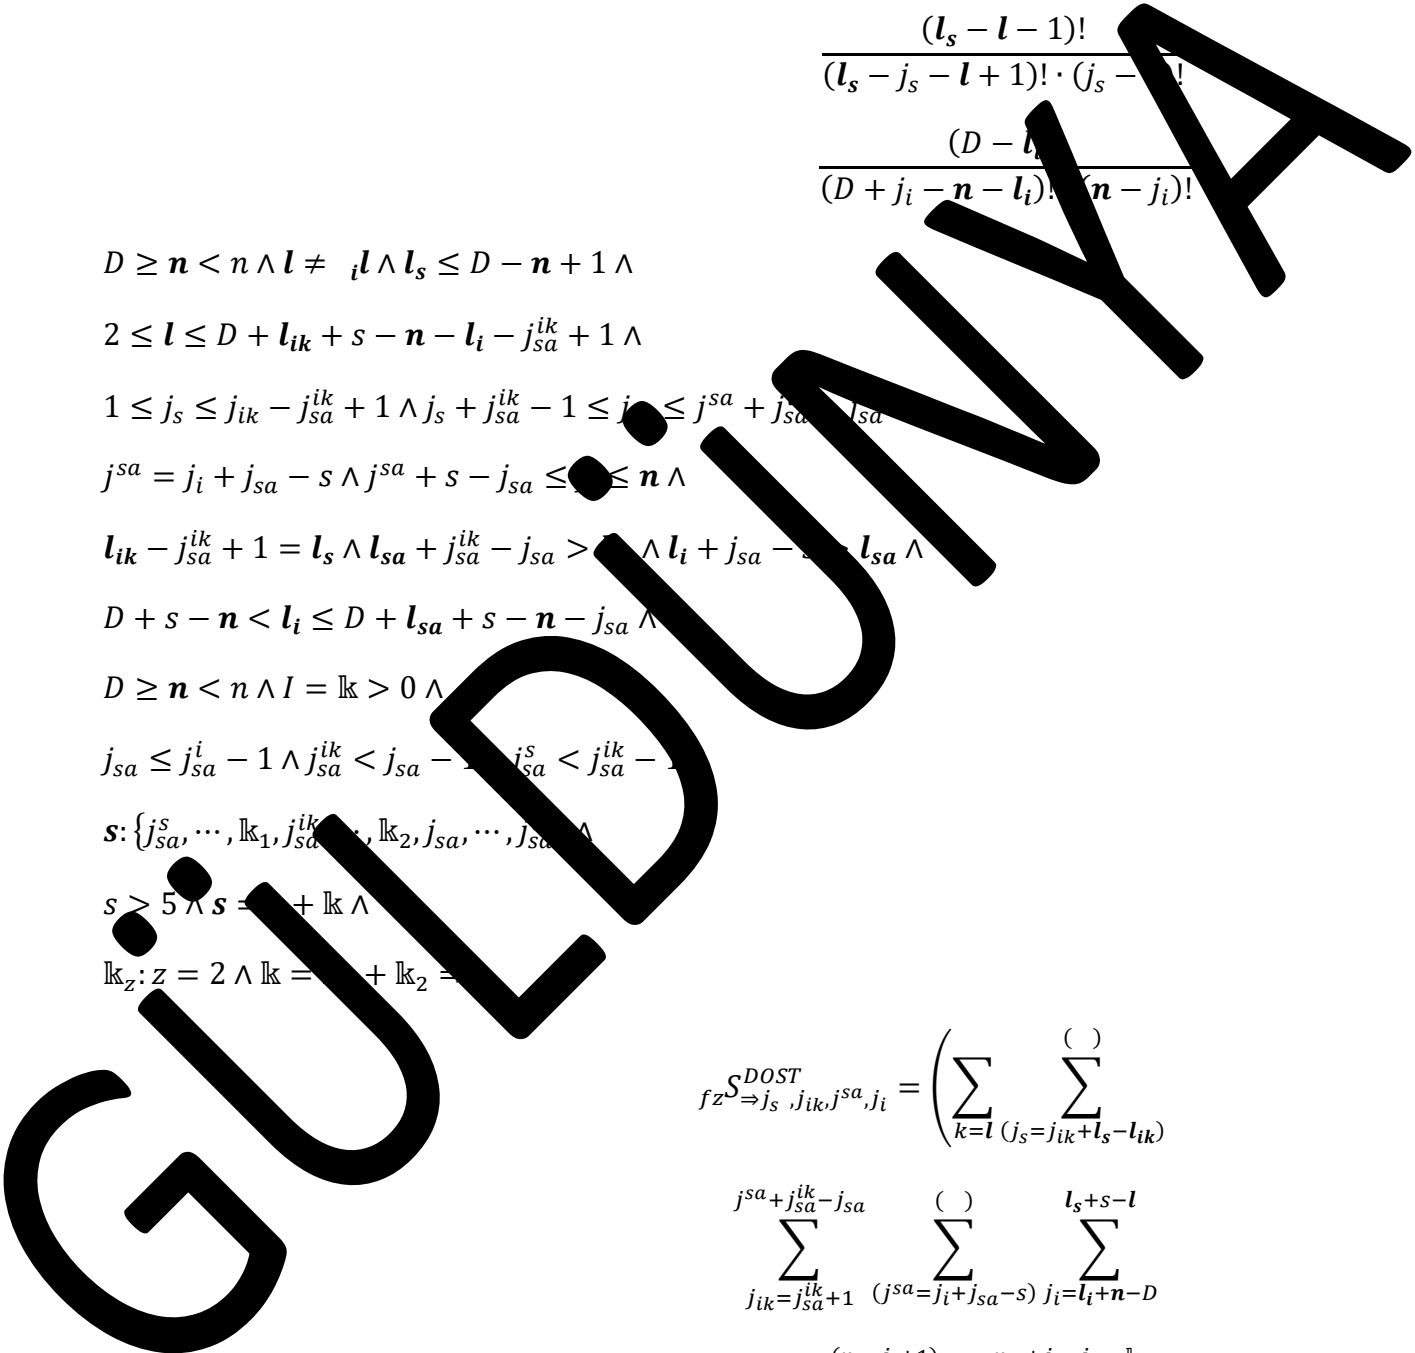 (l_s − l − 1)!
(l_s − j_s − l + 1)! · (j_s − !
(D − l
(D + j_i − n − l_i)! (n − j_i)!
D ≥ n < n ∧ l ≠ _i l ∧ l_s ≤ D − n + 1 ∧
2 ≤ l ≤ D + l_ik + s − n − l_i − j_sa^ik + 1 ∧
1 ≤ j_s ≤ j_ik − j_sa^ik + 1 ∧ j_s + j_sa^ik − 1 ≤ ≤ j^sa +
j^sa = j_i + j_sa − s ∧ j^sa + s − j_sa ≤ ≤ n ∧
l_ik − j_sa^ik + 1 = l_s ∧ l_sa + j_sa^ik − j_sa > ∧ l_i + j_sa − l_sa ∧
D + s − n < l_i ≤ D + l_sa + s − n − j_sa ∧
D ≥ n < n ∧ I = 𝕜 > 0 ∧
j_sa ≤ j_sa^i − 1 ∧ j_sa^ik < j_sa − j_sa^s < j_sa^ik −
s: {j_sa^s, ⋯ , 𝕜_1, j_sa^ik , 𝕜_2, j_sa, ⋯ , ∧
s > 5 ∧ s = + 𝕜 ∧
𝕜_z: z = 2 ∧ 𝕜 = + 𝕜_2
GÜLDÜNYA
_fz S_{⇒j_s ,j_ik,j^sa,j_i}^{DOST} = ( ∑_{k=l} ∑_{(j_s=j_ik+l_s−l_ik)}^{( )}
∑_{j_ik=j_sa^ik+1}^{j^sa+j_sa^ik−j_sa} ∑_{(j^sa=j_i+j_sa−s)}^{( )} ∑_{j_i=l_i+n−D}^{l_s+s−l}